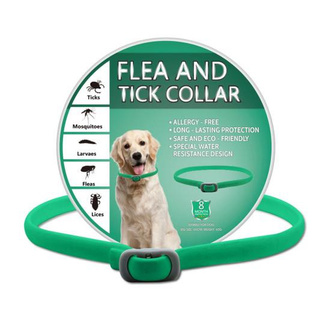 FLEA AND
TICK COLLAR
Ticks
Mosquitoes
Larvaes
Fleas
Lices
• ALLERGY - FREE
• LONG - LASTING PROTECTION
• SAFE AND ECO - FRIENDLY
• SPECIAL WATER
RESISTANCE DESIGN
8